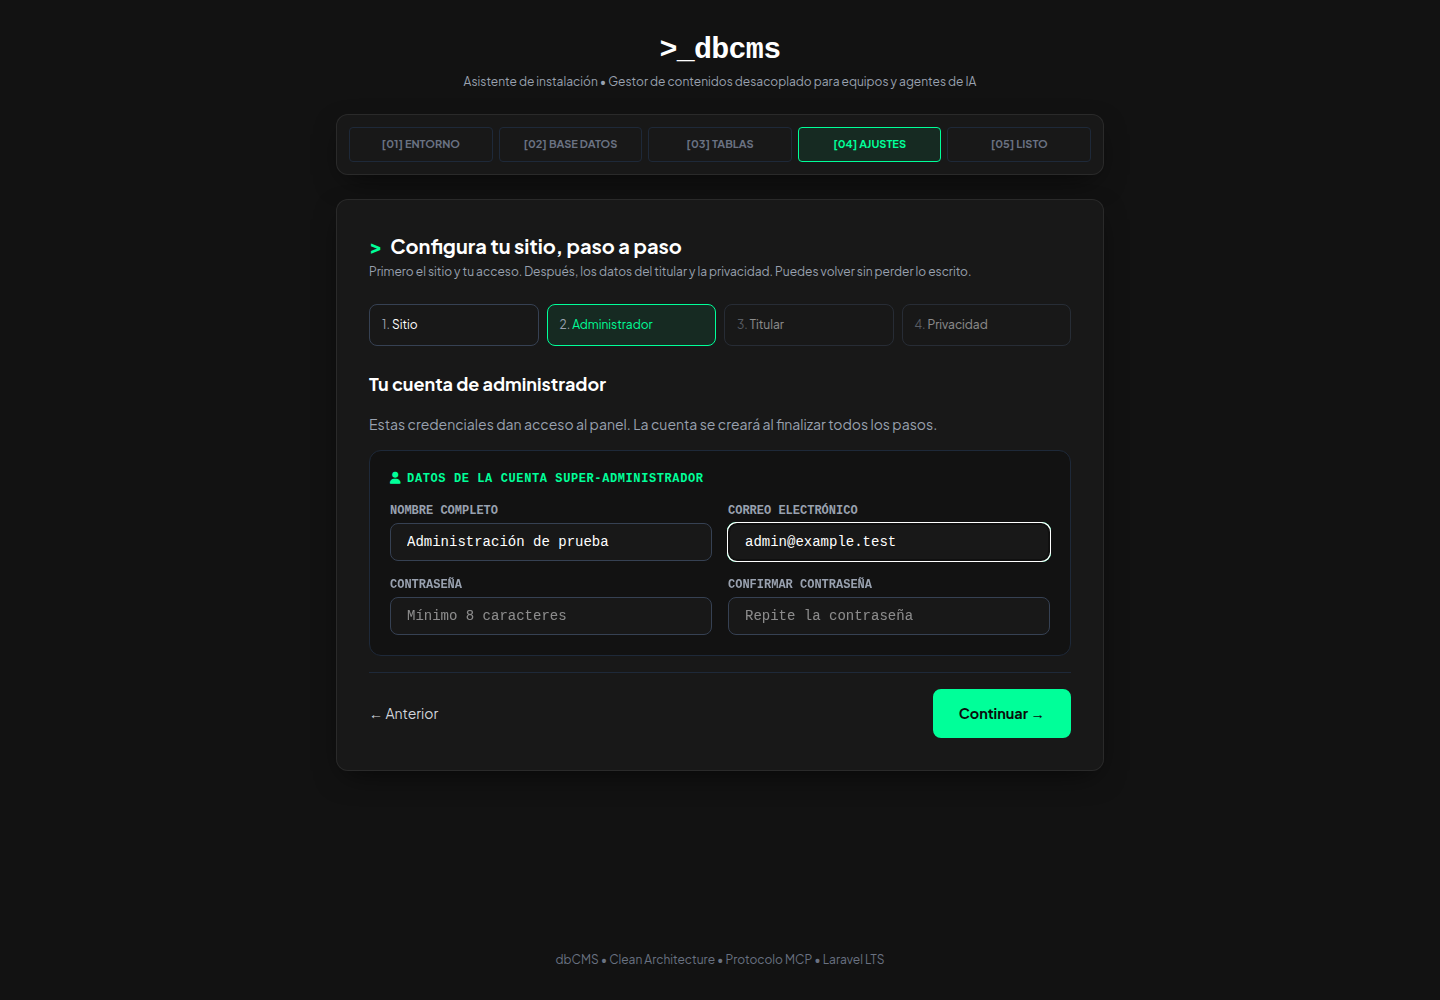 >_dbcms
Asistente de instalación • Gestor de contenidos desacoplado para equipos y agentes de IA
[01] ENTORNO [02] BASE DATOS [03] TABLAS [04] AJUSTES [05] LISTO
> Configura tu sitio, paso a paso
Primero el sitio y tu acceso. Después, los datos del titular y la privacidad. Puedes volver sin perder lo escrito.
1. Sitio 2. Administrador 3. Titular 4. Privacidad
Tu cuenta de administrador
Estas credenciales dan acceso al panel. La cuenta se creará al finalizar todos los pasos.
DATOS DE LA CUENTA SUPER-ADMINISTRADOR
NOMBRE COMPLETO CORREO ELECTRÓNICO
Administración de prueba admin@example.test
CONTRASEÑA CONFIRMAR CONTRASEÑA
Mínimo 8 caracteres Repite la contraseña
← Anterior Continuar →
dbCMS • Clean Architecture • Protocolo MCP • Laravel LTS